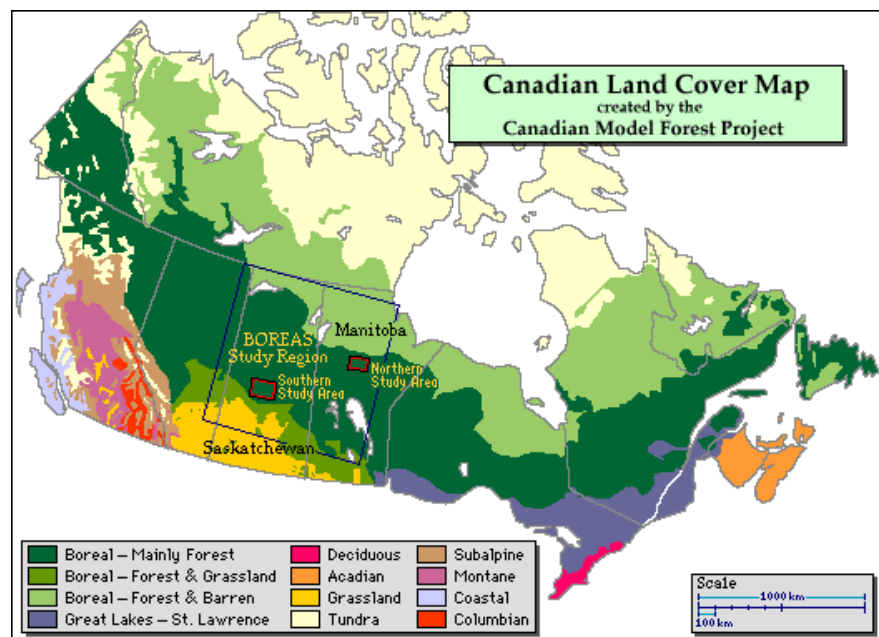 Canadian Land Cover Map
created by the
Canadian Model Forest Project
BOREAS
Study Region
Manitoba
Northern
Study Area
Southern
Study Area
Saskatchewan
Boreal – Mainly Forest
Boreal – Forest & Grassland
Boreal – Forest & Barren
Great Lakes – St. Lawrence
Deciduous
Acadian
Grassland
Tundra
Subalpine
Montane
Coastal
Columbian
Scale
1000 km
100 km